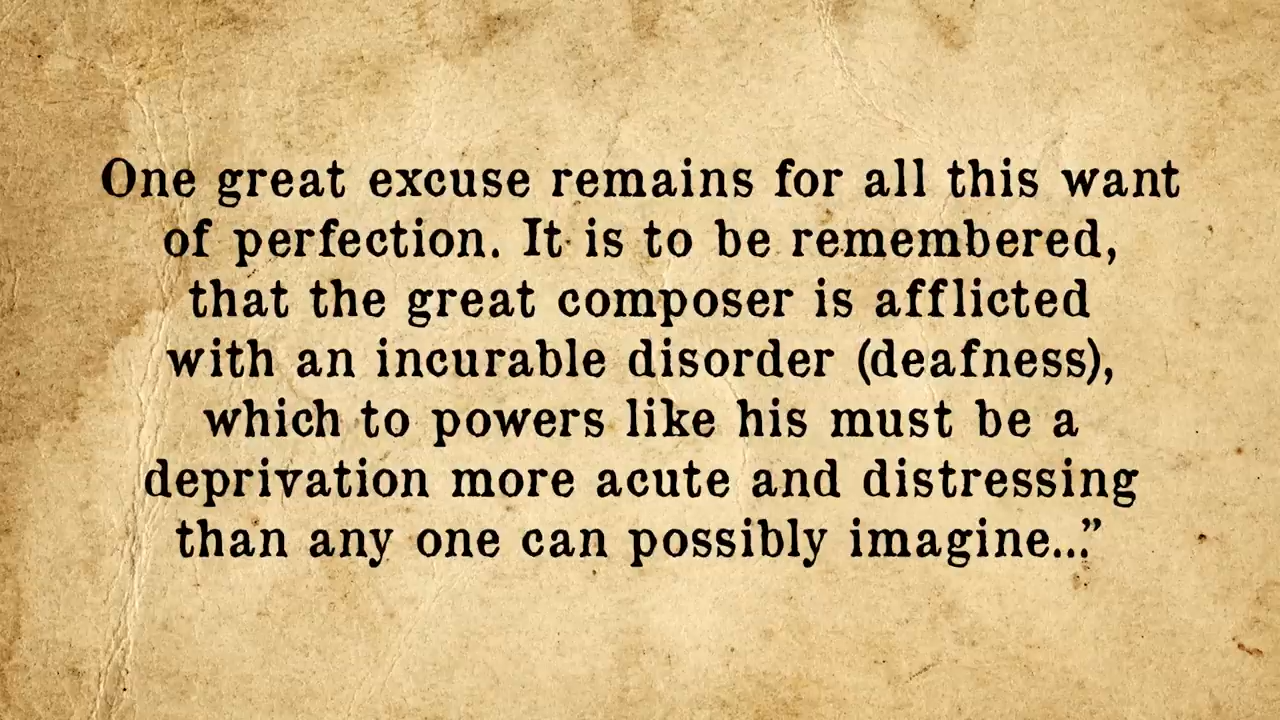 One great excuse remains for all this want
of perfection. It is to be remembered,
that the great composer is afflicted
with an incurable disorder (deafness),
which to powers like his must be a
deprivation more acute and distressing
than any one can possibly imagine...”